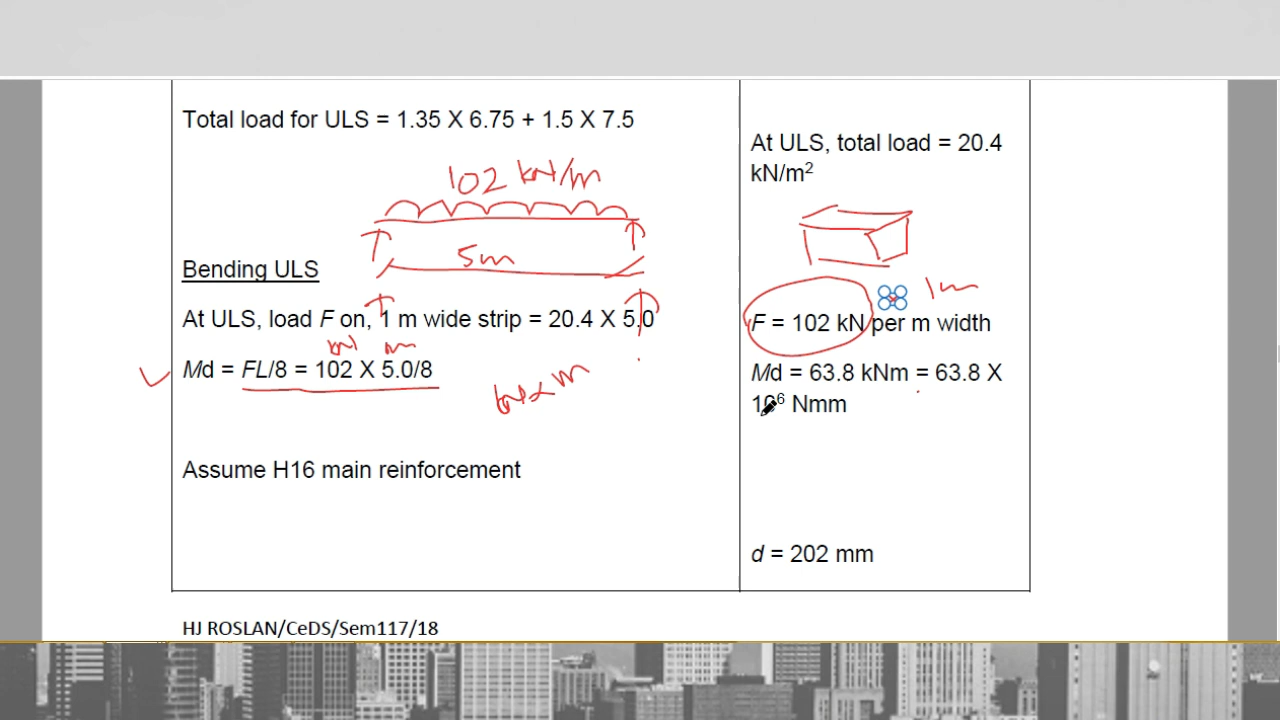 Total load for ULS = 1.35 X 6.75 + 1.5 X 7.5
102 kN/m
5m
Bending ULS
At ULS, load F on, 1 m wide strip = 20.4 X 5.0
kN m
Md = FL/8 = 102 X 5.0/8
kN x m
Assume H16 main reinforcement
At ULS, total load = 20.4
kN/m²
1m
F = 102 kN per m width
Md = 63.8 kNm = 63.8 X
10⁶ Nmm
d = 202 mm
HJ ROSLAN/CeDS/Sem117/18